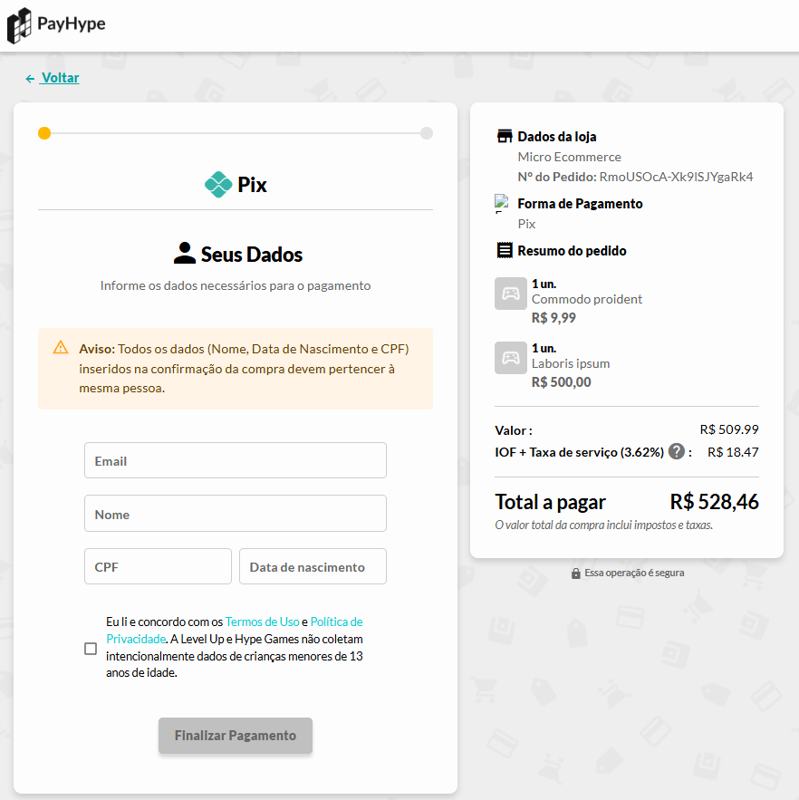 PayHype
← Voltar
Pix
Seus Dados
Informe os dados necessários para o pagamento
Aviso: Todos os dados (Nome, Data de Nascimento e CPF)
inseridos na confirmação da compra devem pertencer à
mesma pessoa.
Email
Nome
CPF
Data de nascimento
Eu li e concordo com os Termos de Uso e Política de
Privacidade. A Level Up e Hype Games não coletam
intencionalmente dados de crianças menores de 13
anos de idade.
Finalizar Pagamento
Dados da loja
Micro Ecommerce
Nº do Pedido: RmoUSOcA-Xk9lSJYgaRk4
Forma de Pagamento
Pix
Resumo do pedido
1 un.
Commodo proident
R$ 9,99
1 un.
Laboris ipsum
R$ 500,00
Valor : R$ 509.99
IOF + Taxa de serviço (3.62%) ? : R$ 18.47
Total a pagar R$ 528,46
O valor total da compra inclui impostos e taxas.
Essa operação é segura